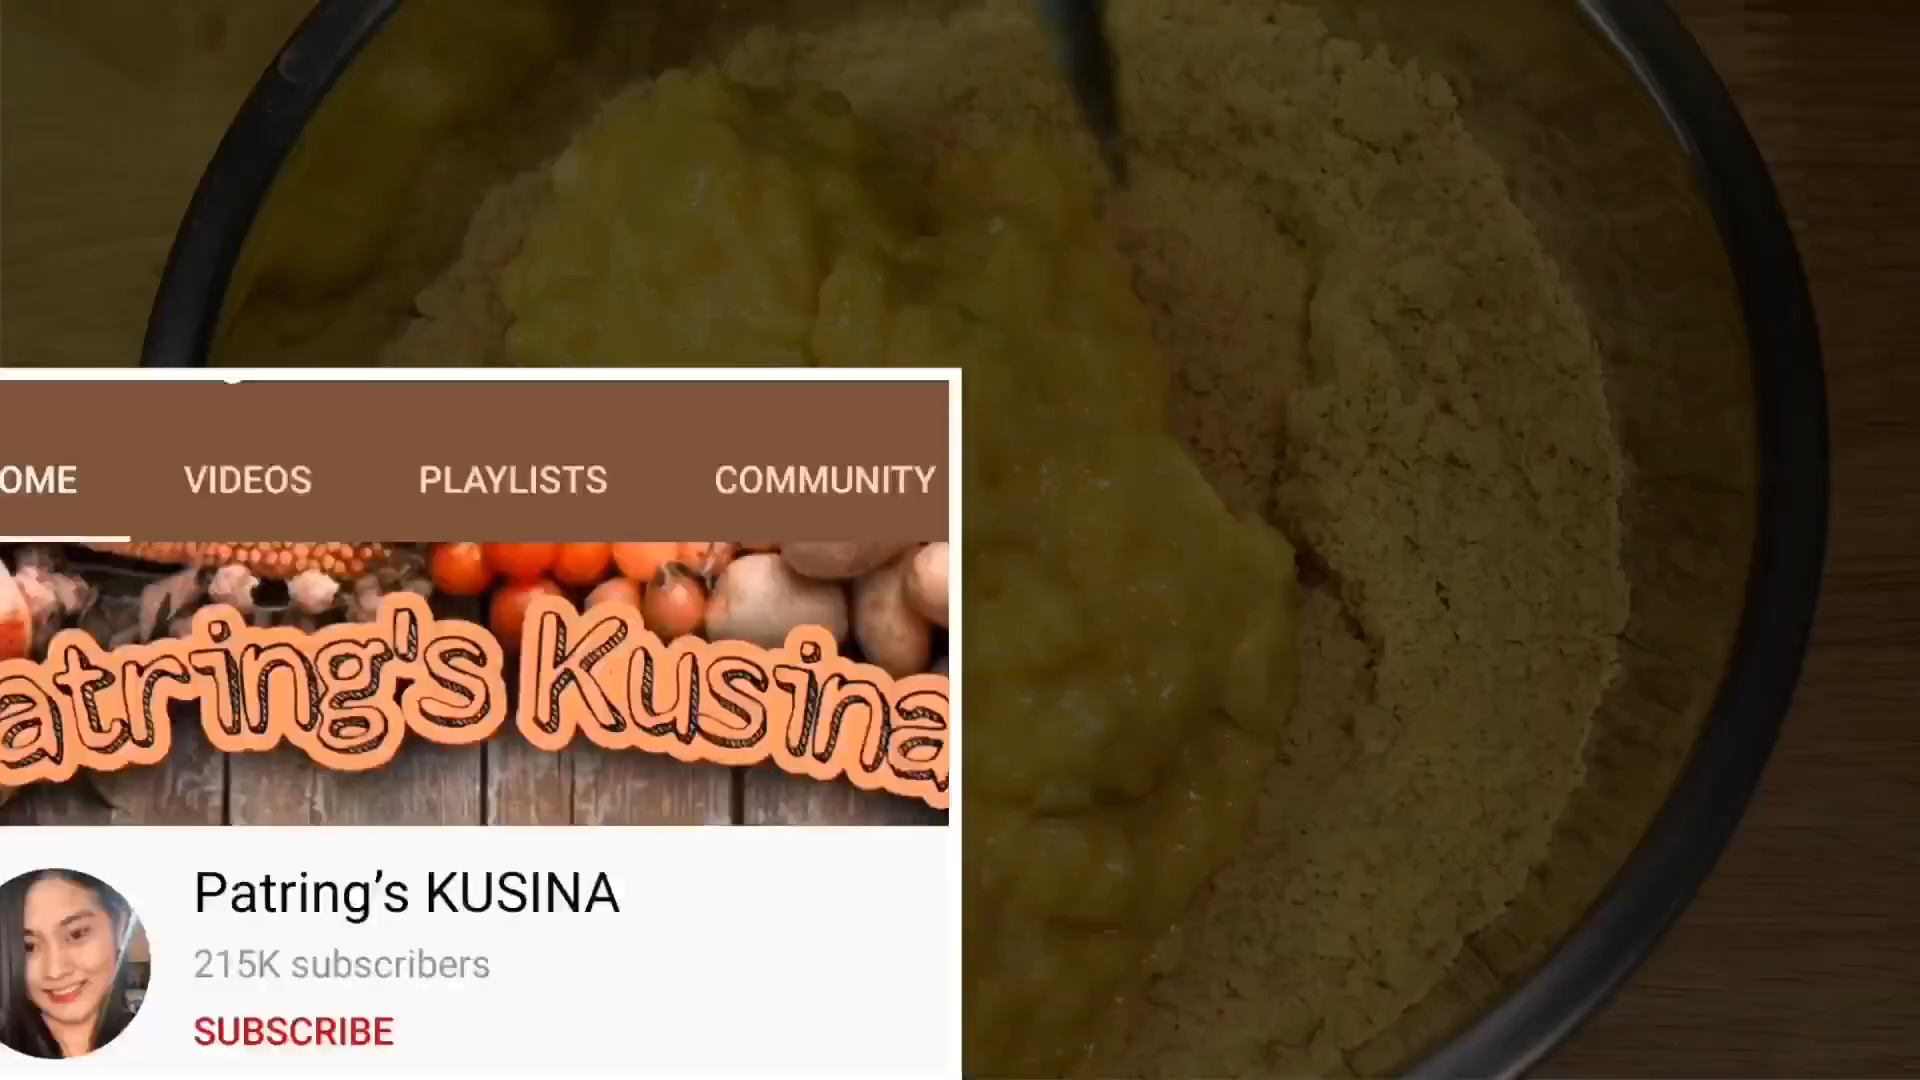 OME VIDEOS PLAYLISTS COMMUNITY
atring's Kusina
Patring's KUSINA
215K subscribers
SUBSCRIBE